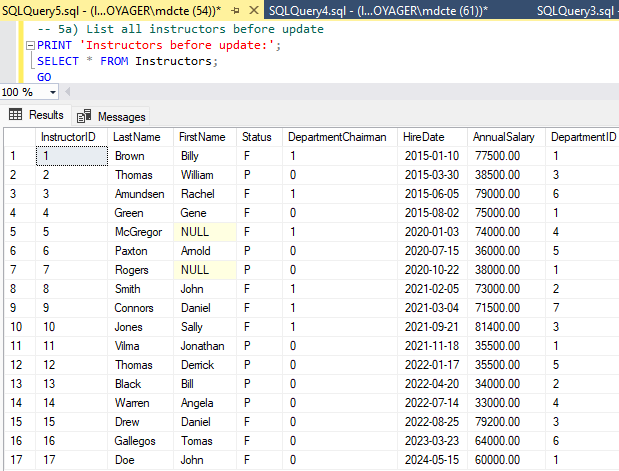 SQLQuery5.sql - (l...OYAGER\mdcte (54))* SQLQuery4.sql - (l...OYAGER\mdcte (61))* SQLQuery3.sql -
-- 5a) List all instructors before update
PRINT 'Instructors before update:';
SELECT * FROM Instructors;
GO
100 %
Results Messages
InstructorID LastName FirstName Status DepartmentChairman HireDate AnnualSalary DepartmentID
1 1 Brown Billy F 1 2015-01-10 77500.00 1
2 2 Thomas William P 0 2015-03-30 38500.00 3
3 3 Amundsen Rachel F 1 2015-06-05 79000.00 6
4 4 Green Gene F 0 2015-08-02 75000.00 1
5 5 McGregor NULL F 1 2020-01-03 74000.00 4
6 6 Paxton Arnold P 0 2020-07-15 36000.00 5
7 7 Rogers NULL P 0 2020-10-22 38000.00 1
8 8 Smith John F 1 2021-02-05 73000.00 2
9 9 Connors Daniel F 1 2021-03-04 71500.00 7
10 10 Jones Sally F 1 2021-09-21 81400.00 3
11 11 Vilma Jonathan P 0 2021-11-18 35500.00 1
12 12 Thomas Derrick P 0 2022-01-17 35500.00 5
13 13 Black Bill P 0 2022-04-20 34000.00 2
14 14 Warren Angela P 0 2022-07-14 33000.00 4
15 15 Drew Daniel F 0 2022-08-25 79200.00 3
16 16 Gallegos Tomas F 0 2023-03-23 64000.00 6
17 17 Doe John F 0 2024-05-15 60000.00 1